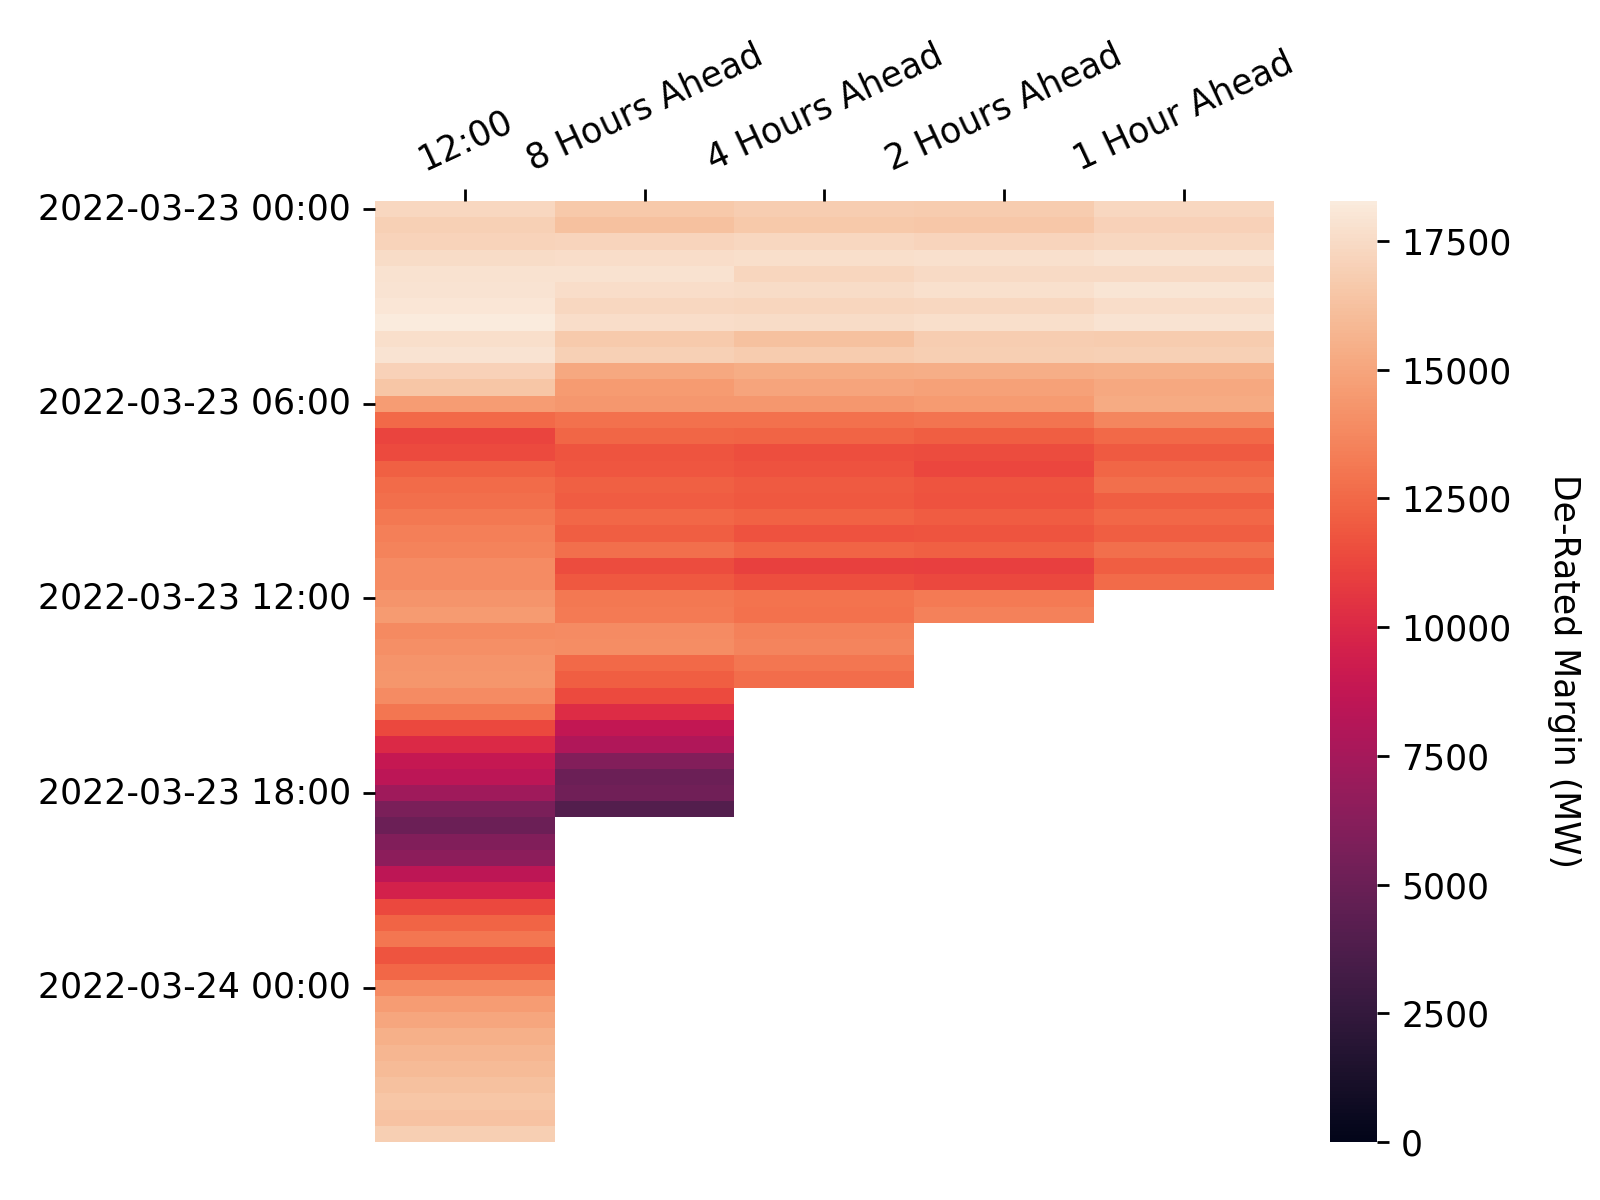 12:00
8 Hours Ahead
4 Hours Ahead
2 Hours Ahead
1 Hour Ahead
2022-03-23 00:00
2022-03-23 06:00
2022-03-23 12:00
2022-03-23 18:00
2022-03-24 00:00
17500
15000
12500
10000
7500
5000
2500
0
De-Rated Margin (MW)